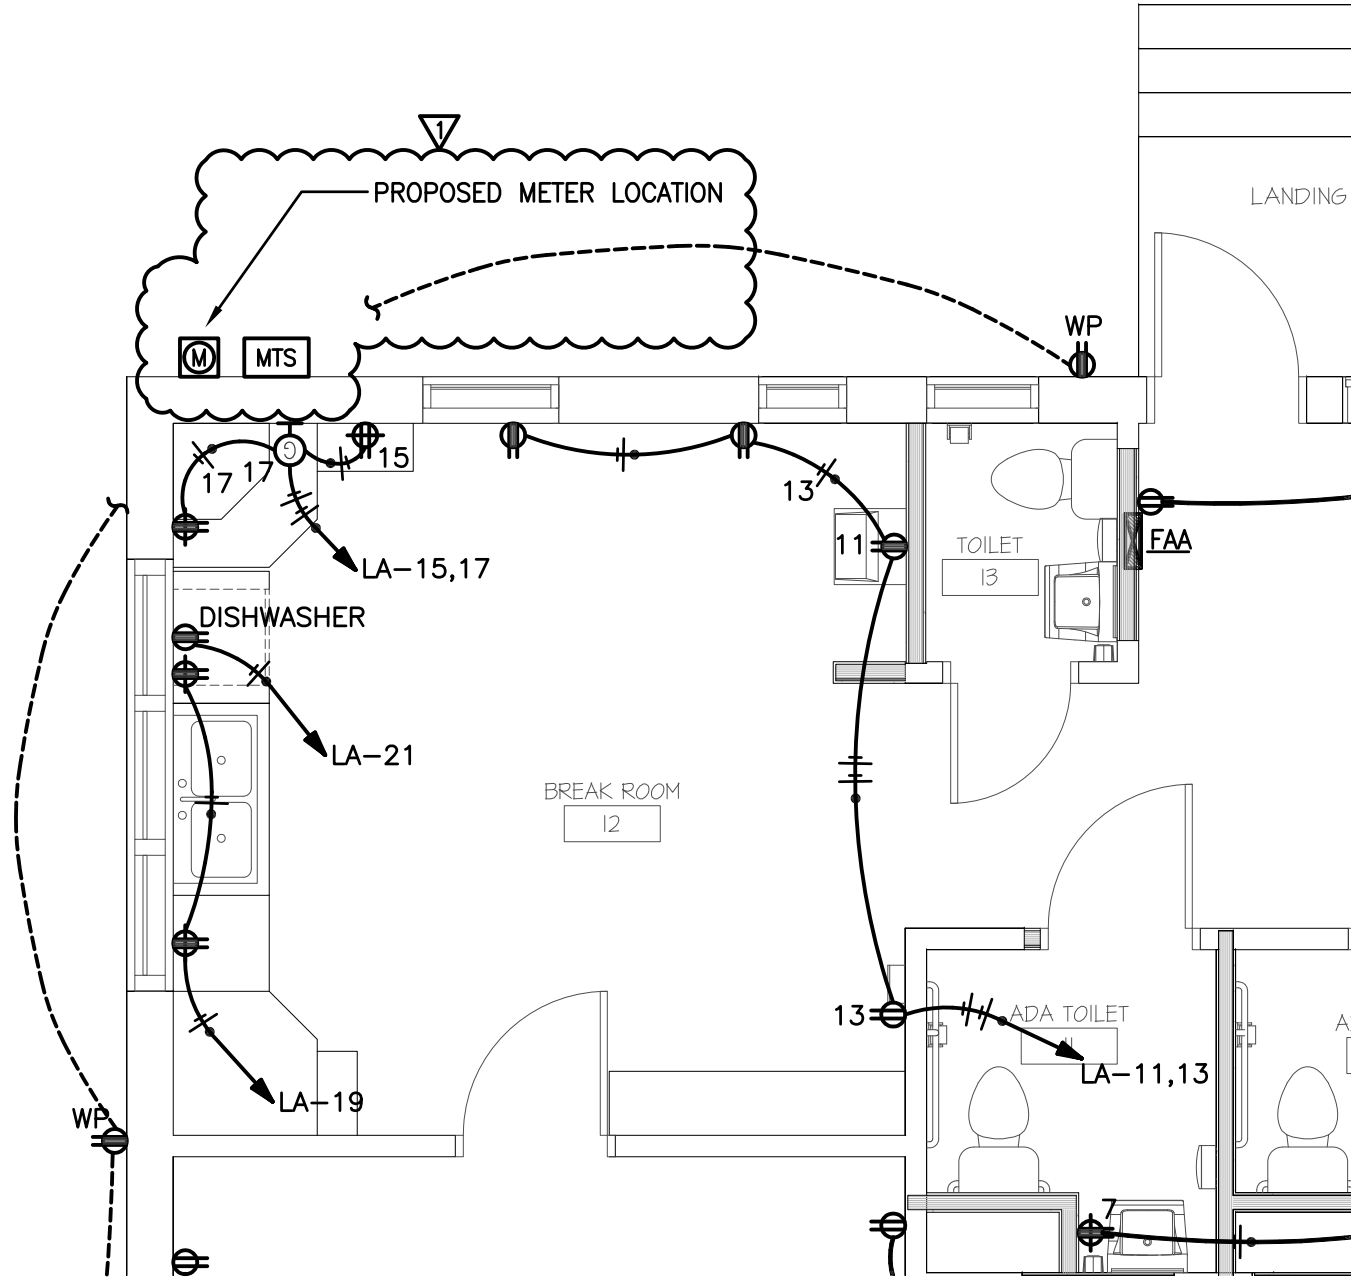 1
PROPOSED METER LOCATION
LANDING
WP
M
MTS
15
17
17
G
13
11
LA-15,17
TOILET
13
FAA
DISHWASHER
LA-21
BREAK ROOM
12
13
ADA TOILET
11
LA-11,13
LA-19
WP
7